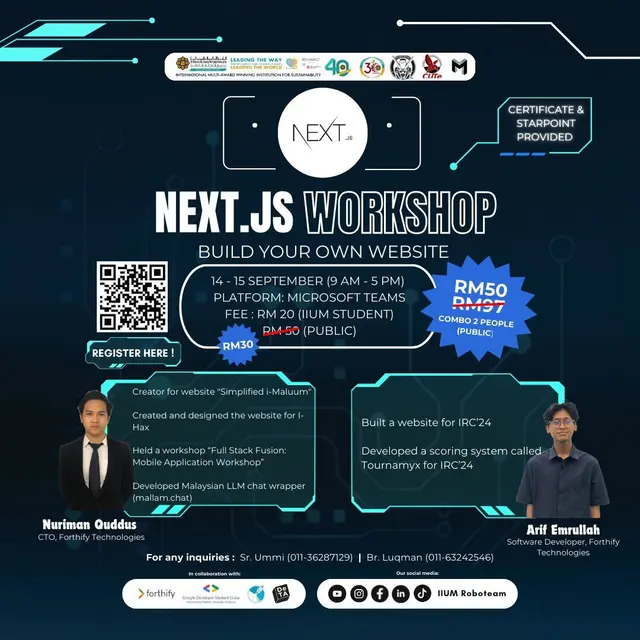 LEADING THE WAY
LEADING THE WORLD
INTERNATIONAL MULTI-AWARD WINNING INSTITUTION FOR SUSTAINABILITY
CUTe
NEXT.JS
CERTIFICATE &
STARPOINT
PROVIDED
NEXT.JS WORKSHOP
BUILD YOUR OWN WEBSITE
14 - 15 SEPTEMBER (9 AM - 5 PM)
PLATFORM: MICROSOFT TEAMS
FEE : RM 20 (IIUM STUDENT)
RM 50 (PUBLIC)
RM30
RM50
RM97
COMBO 2 PEOPLE
(PUBLIC)
REGISTER HERE !
Creator for website "Simplified i-Maluum"
Created and designed the website for I-
Hax
Held a workshop "Full Stack Fusion:
Mobile Application Workshop"
Developed Malaysian LLM chat wrapper
(mallam.chat)
Nuriman Quddus
CTO, Forthify Technologies
Built a website for IRC'24
Developed a scoring system called
Tournamyx for IRC'24
Arif Emrullah
Software Developer, Forthify
Technologies
For any inquiries : Sr. Ummi (011-36287129) | Br. Luqman (011-63242546)
In collaboration with:
forthify
Google Developer Student Clubs
Our social media:
IIUM Roboteam